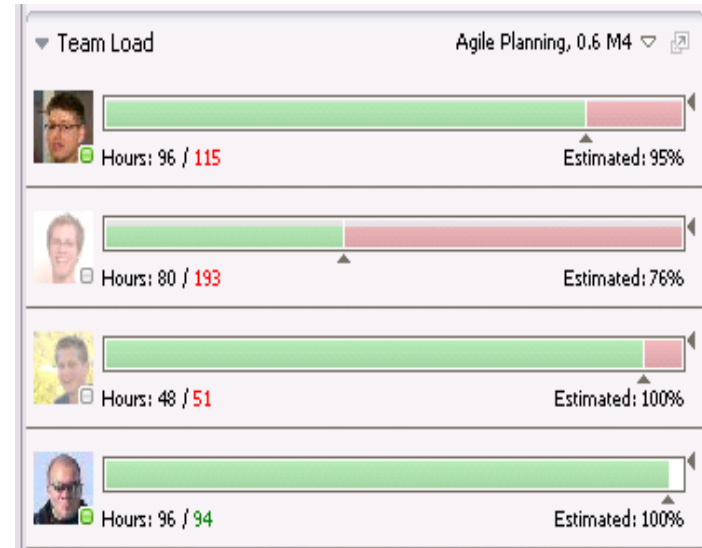 Team Load Agile Planning, 0.6 M4
Hours: 96 / 115 Estimated: 95%
Hours: 80 / 193 Estimated: 76%
Hours: 48 / 51 Estimated: 100%
Hours: 96 / 94 Estimated: 100%